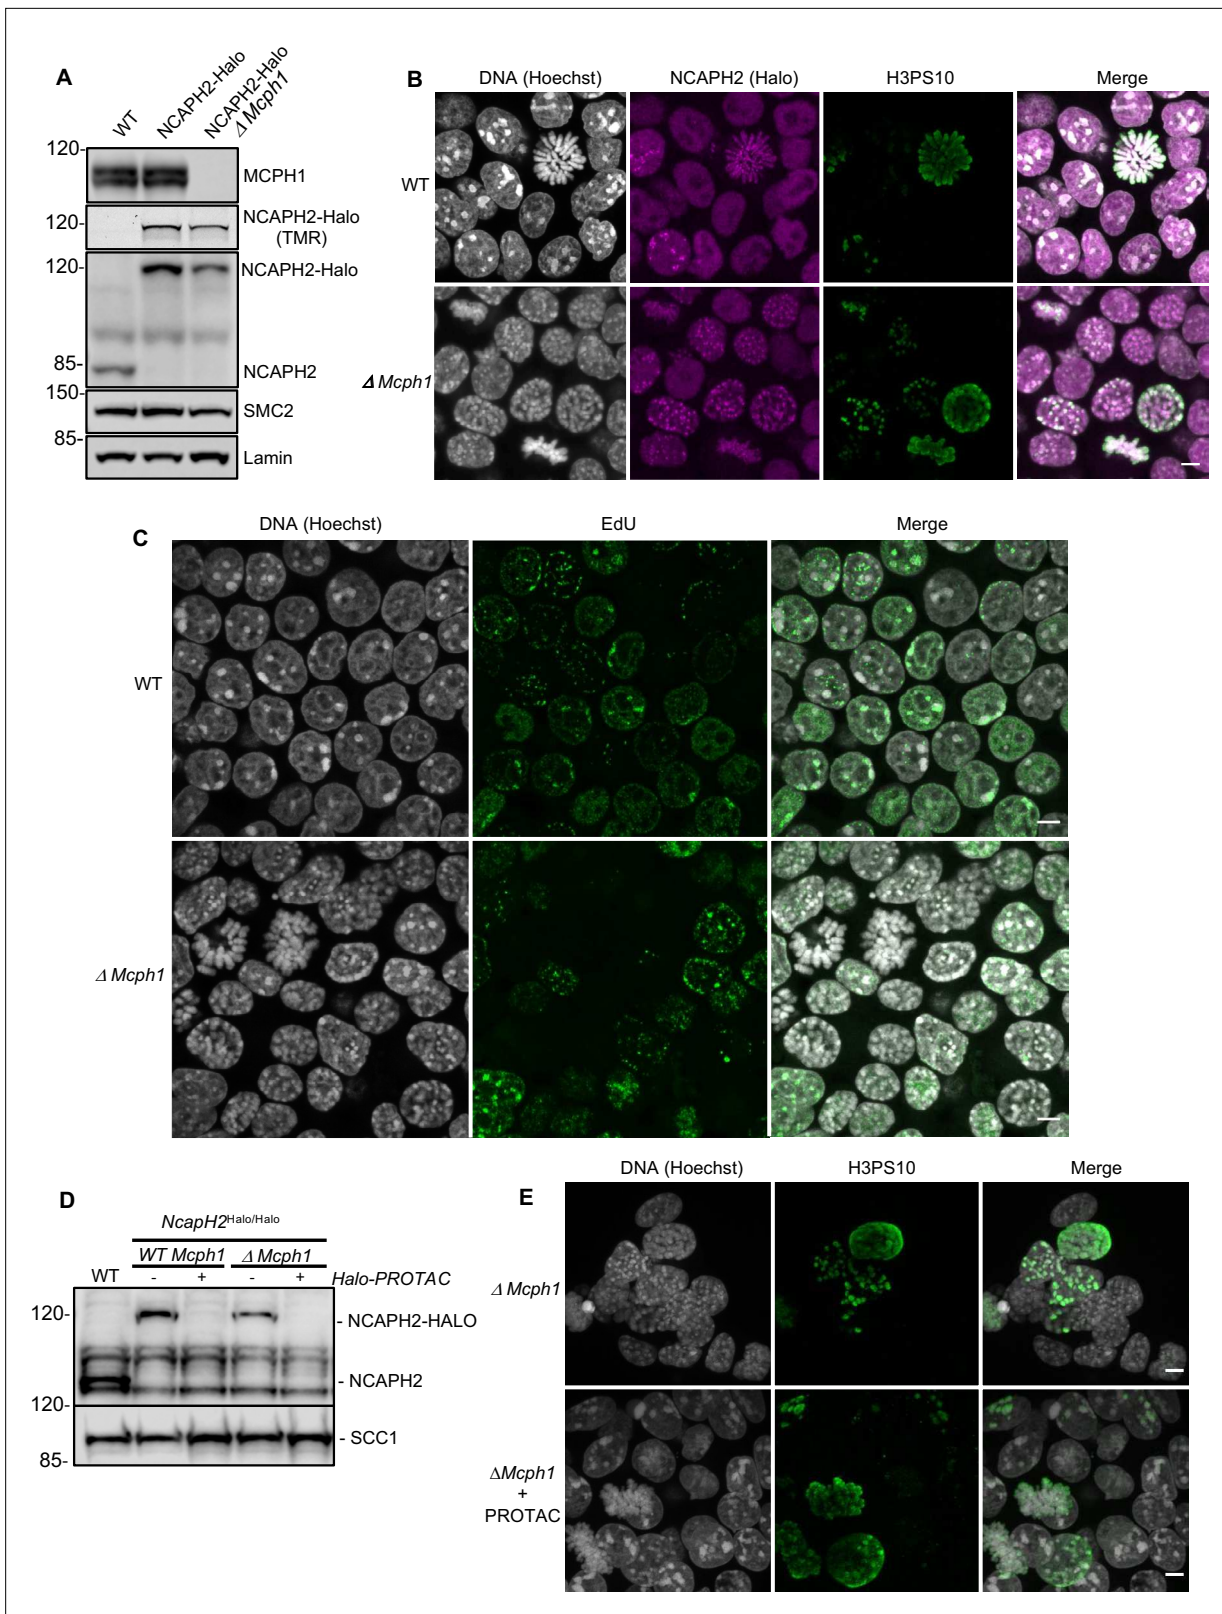 A
WT
NCAPH2-Halo
NCAPH2-Halo
Δ Mcph1
120-
MCPH1
120-
NCAPH2-Halo
(TMR)
120-
NCAPH2-Halo
85-
NCAPH2
150-
SMC2
85-
Lamin
B
DNA (Hoechst)
NCAPH2 (Halo)
H3PS10
Merge
WT
Δ Mcph1
C
DNA (Hoechst)
EdU
Merge
WT
Δ Mcph1
D
NcapH2Halo/Halo
WT Mcph1
Δ Mcph1
WT
-
+
-
+
Halo-PROTAC
120-
- NCAPH2-HALO
- NCAPH2
120-
- SCC1
85-
E
DNA (Hoechst)
H3PS10
Merge
Δ Mcph1
ΔMcph1
+
PROTAC